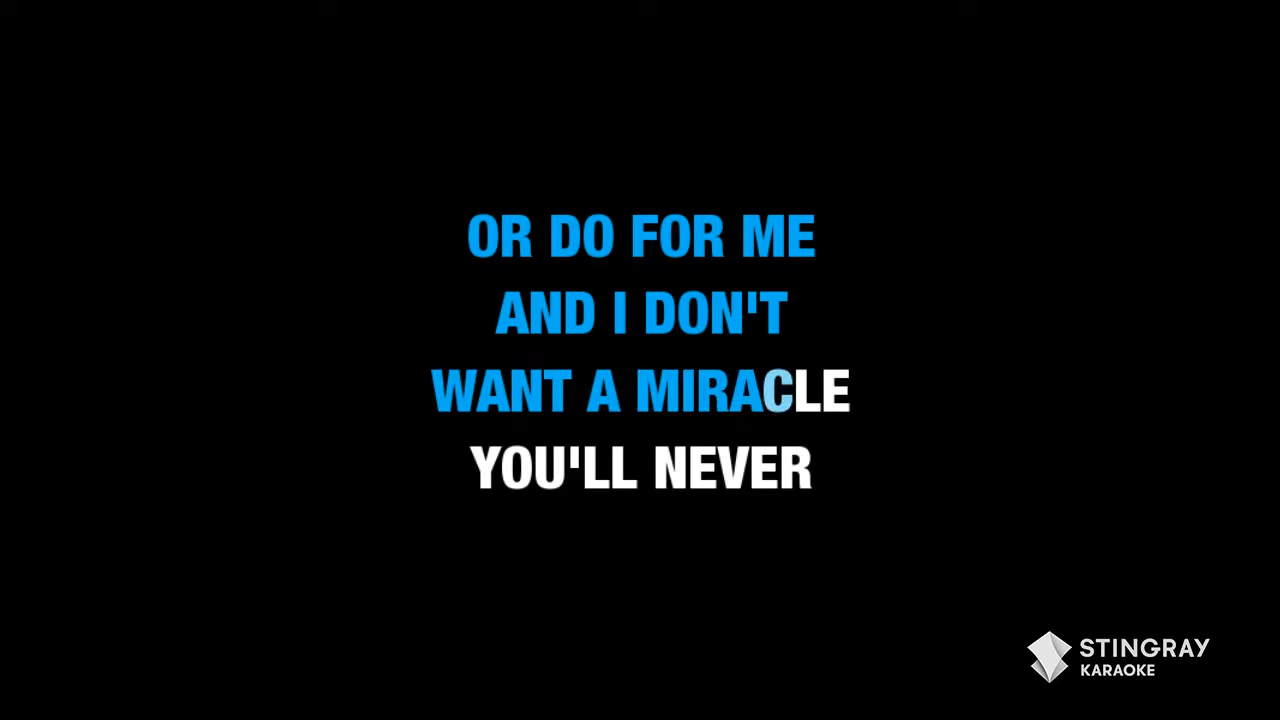 OR DO FOR ME
AND I DON'T
WANT A MIRACLE
YOU'LL NEVER
STINGRAY
KARAOKE